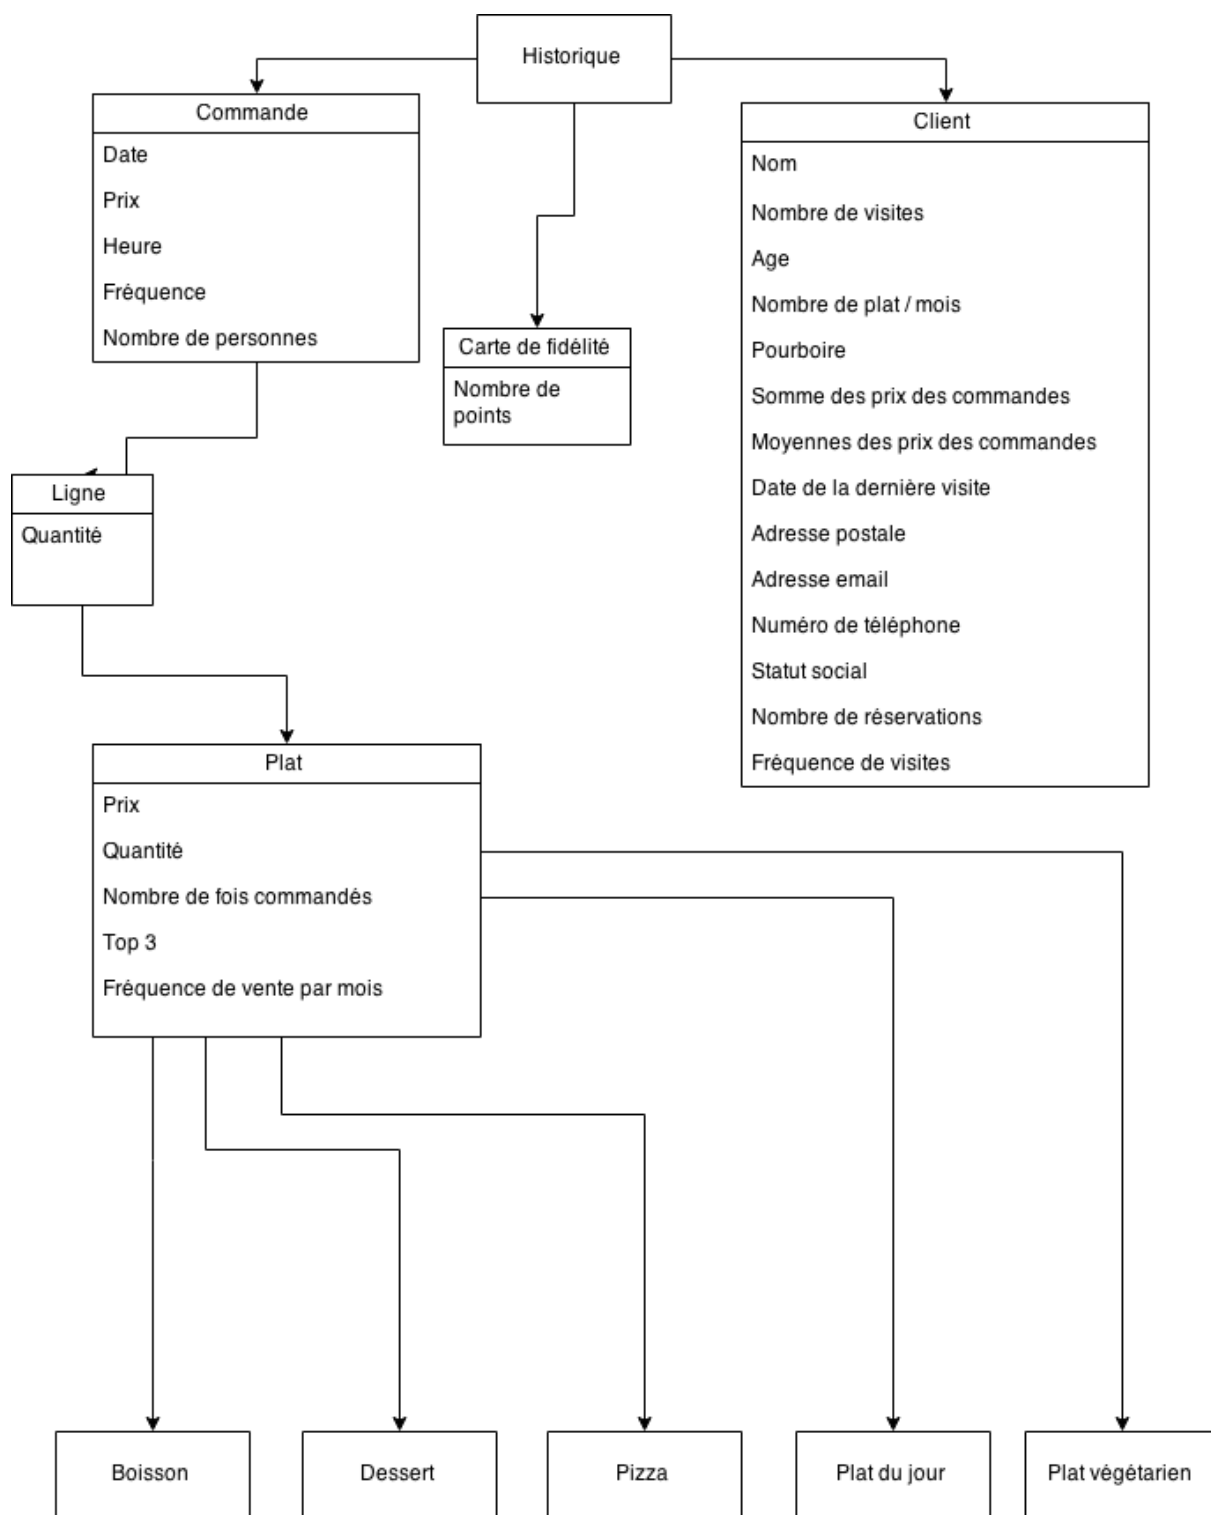 Historique
Commande
Date
Prix
Heure
Fréquence
Nombre de personnes
Carte de fidélité
Nombre de
points
Client
Nom
Nombre de visites
Age
Nombre de plat / mois
Pourboire
Somme des prix des commandes
Moyennes des prix des commandes
Date de la dernière visite
Adresse postale
Adresse email
Numéro de téléphone
Statut social
Nombre de réservations
Fréquence de visites
Ligne
Quantité
Plat
Prix
Quantité
Nombre de fois commandés
Top 3
Fréquence de vente par mois
Boisson
Dessert
Pizza
Plat du jour
Plat végétarien